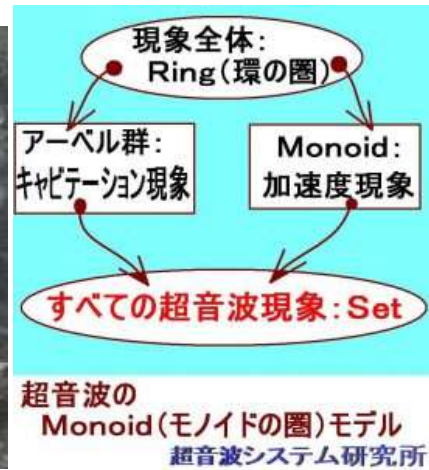 現象全体:
Ring(環の圏)
アーベル群:
キャビテーション現象
Monoid:
加速度現象
すべての超音波現象:Set
超音波の
Monoid(モノイドの圏)モデル
超音波システム研究所